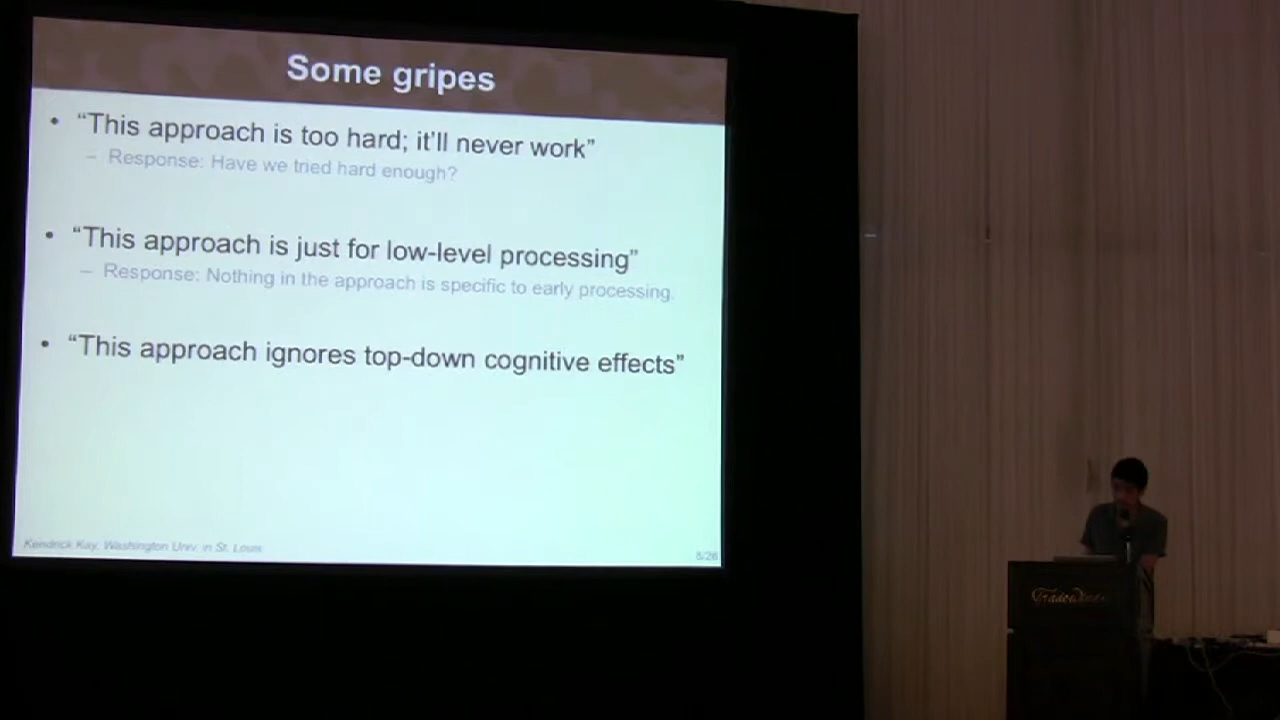 Some gripes
• “This approach is too hard; it’ll never work”
– Response: Have we tried hard enough?
• “This approach is just for low-level processing”
– Response: Nothing in the approach is specific to early processing.
• “This approach ignores top-down cognitive effects”
Kendrick Kay, Washington Univ. in St. Louis